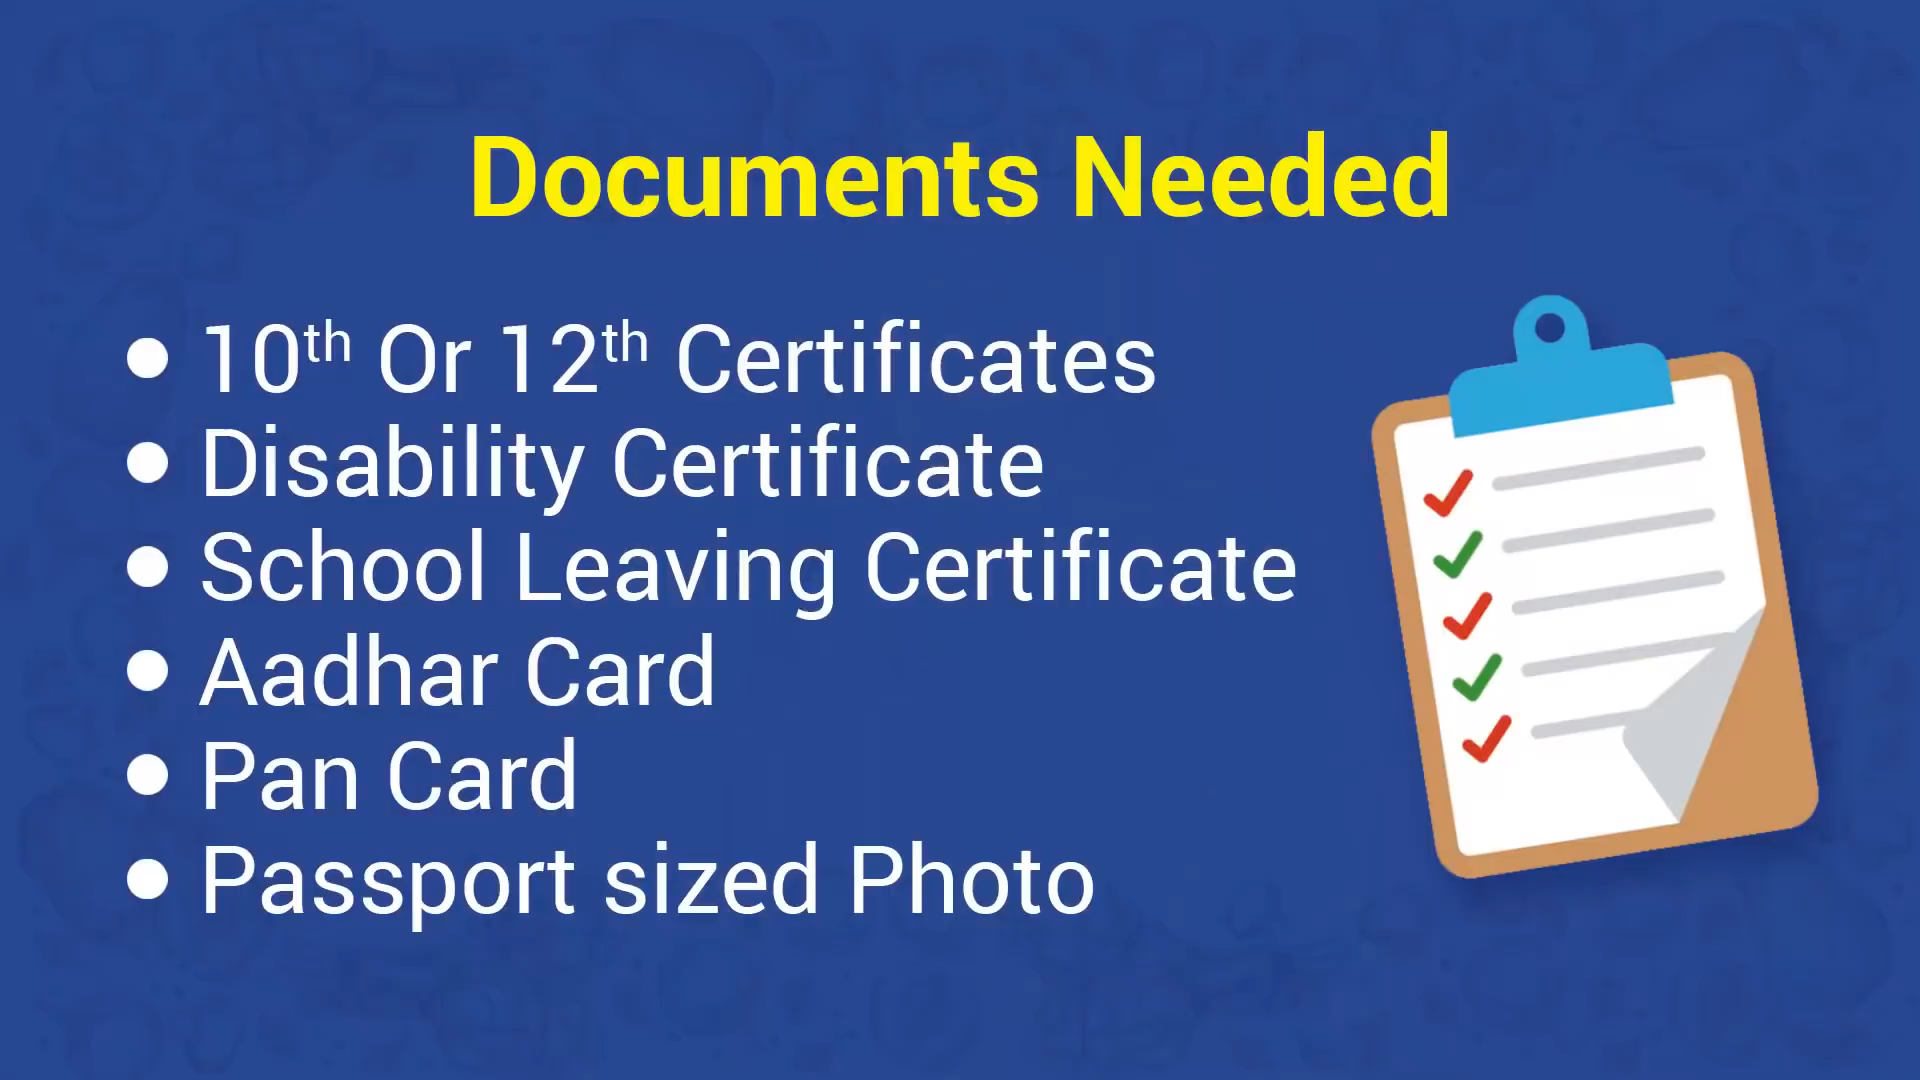 Documents Needed
• 10th Or 12th Certificates
• Disability Certificate
• School Leaving Certificate
• Aadhar Card
• Pan Card
• Passport sized Photo